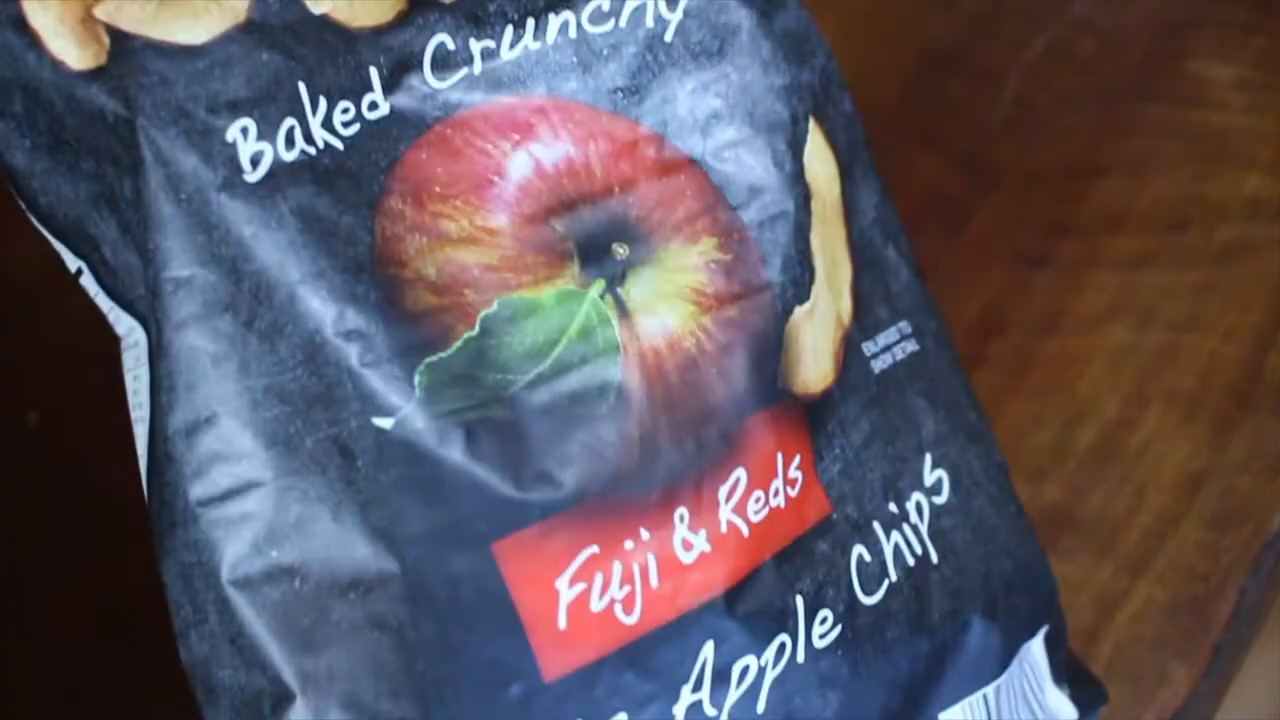 Baked Crunchy
ENLARGED TO
SHOW DETAIL
Fuji & Reds
Apple Chips